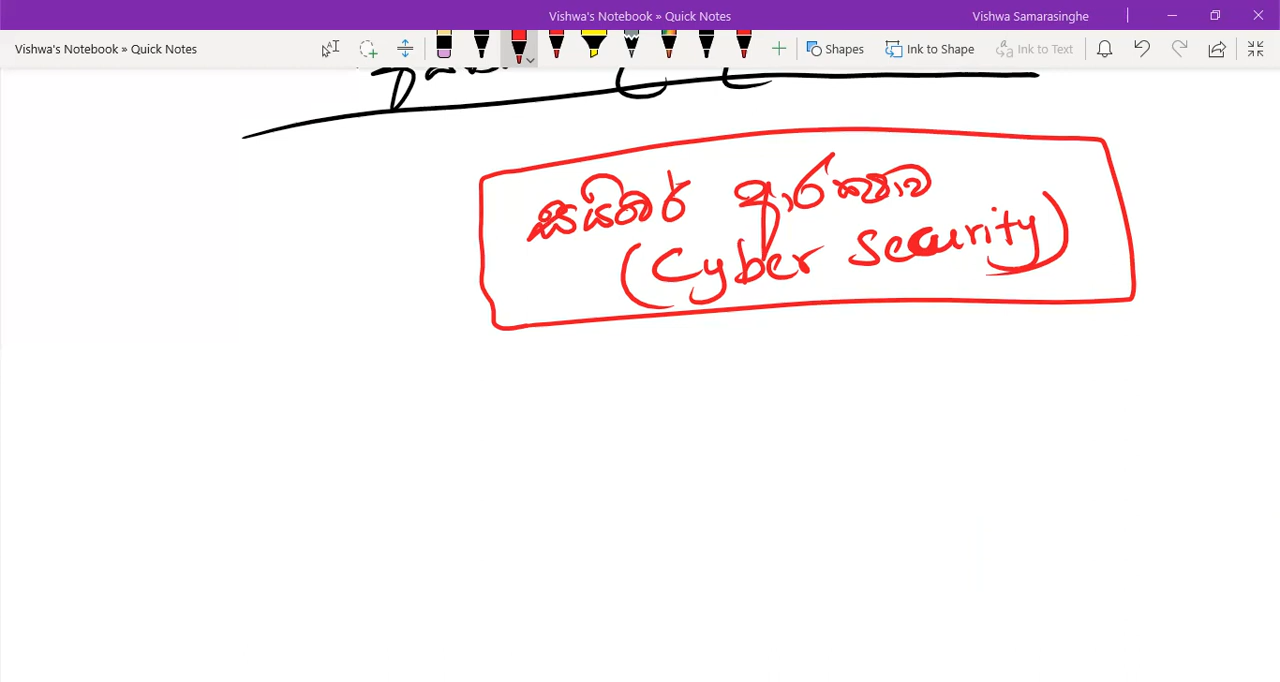 Vishwa's Notebook » Quick Notes
Vishwa Samarasinghe
Vishwa's Notebook » Quick Notes
Shapes
Ink to Shape
Ink to Text
සයිබර් ආරක්ෂාව
(Cyber Security)